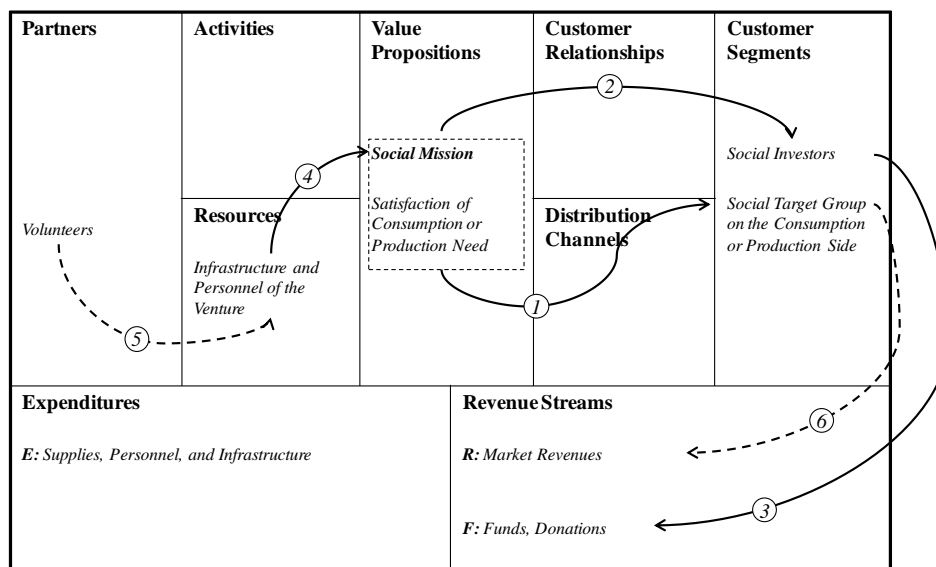 Partners
Activities
Value
Propositions
Customer
Relationships
Customer
Segments
2
Social Mission
Social Investors
4
Satisfaction of
Consumption or
Production Need
Social Target Group
on the Consumption
or Production Side
Resources
Distribution
Channels
Volunteers
Infrastructure and
Personnel of the
Venture
1
5
Expenditures
Revenue Streams
6
E: Supplies, Personnel, and Infrastructure
R: Market Revenues
3
F: Funds, Donations